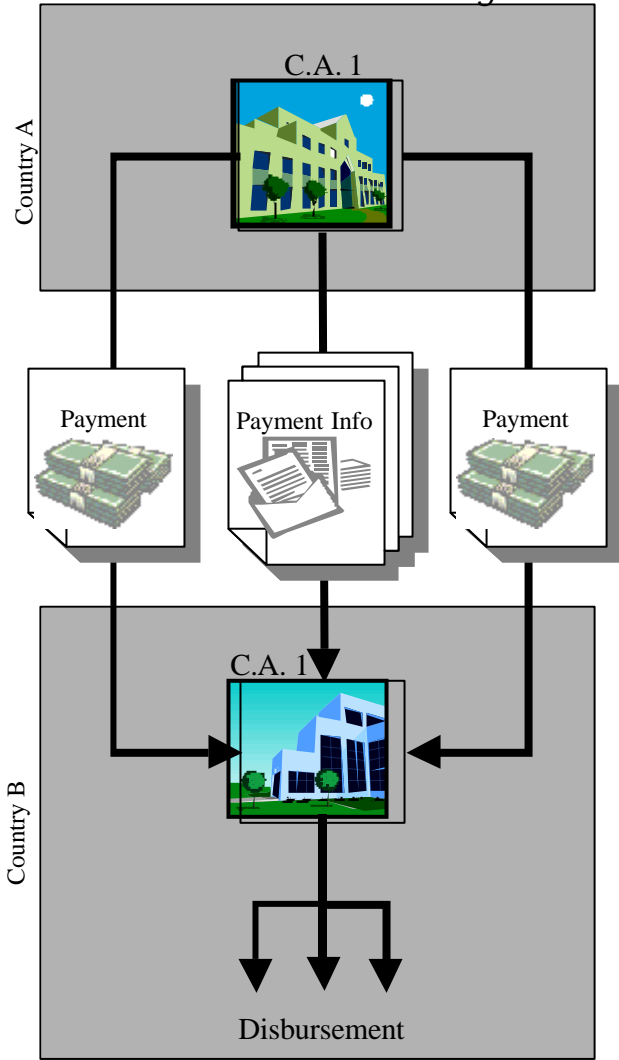 C.A. 1
Country A
Payment
Payment Info
Payment
C.A. 1
Country B
Disbursement